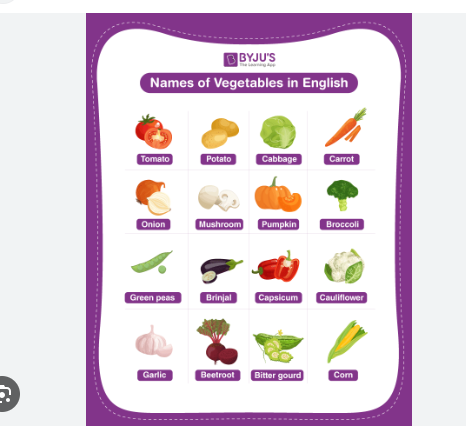 BYJU'S
The Learning App
Names of Vegetables in English
Tomato Potato Cabbage Carrot
Onion Mushroom Pumpkin Broccoli
Green peas Brinjal Capsicum Cauliflower
Garlic Beetroot Bitter gourd Corn